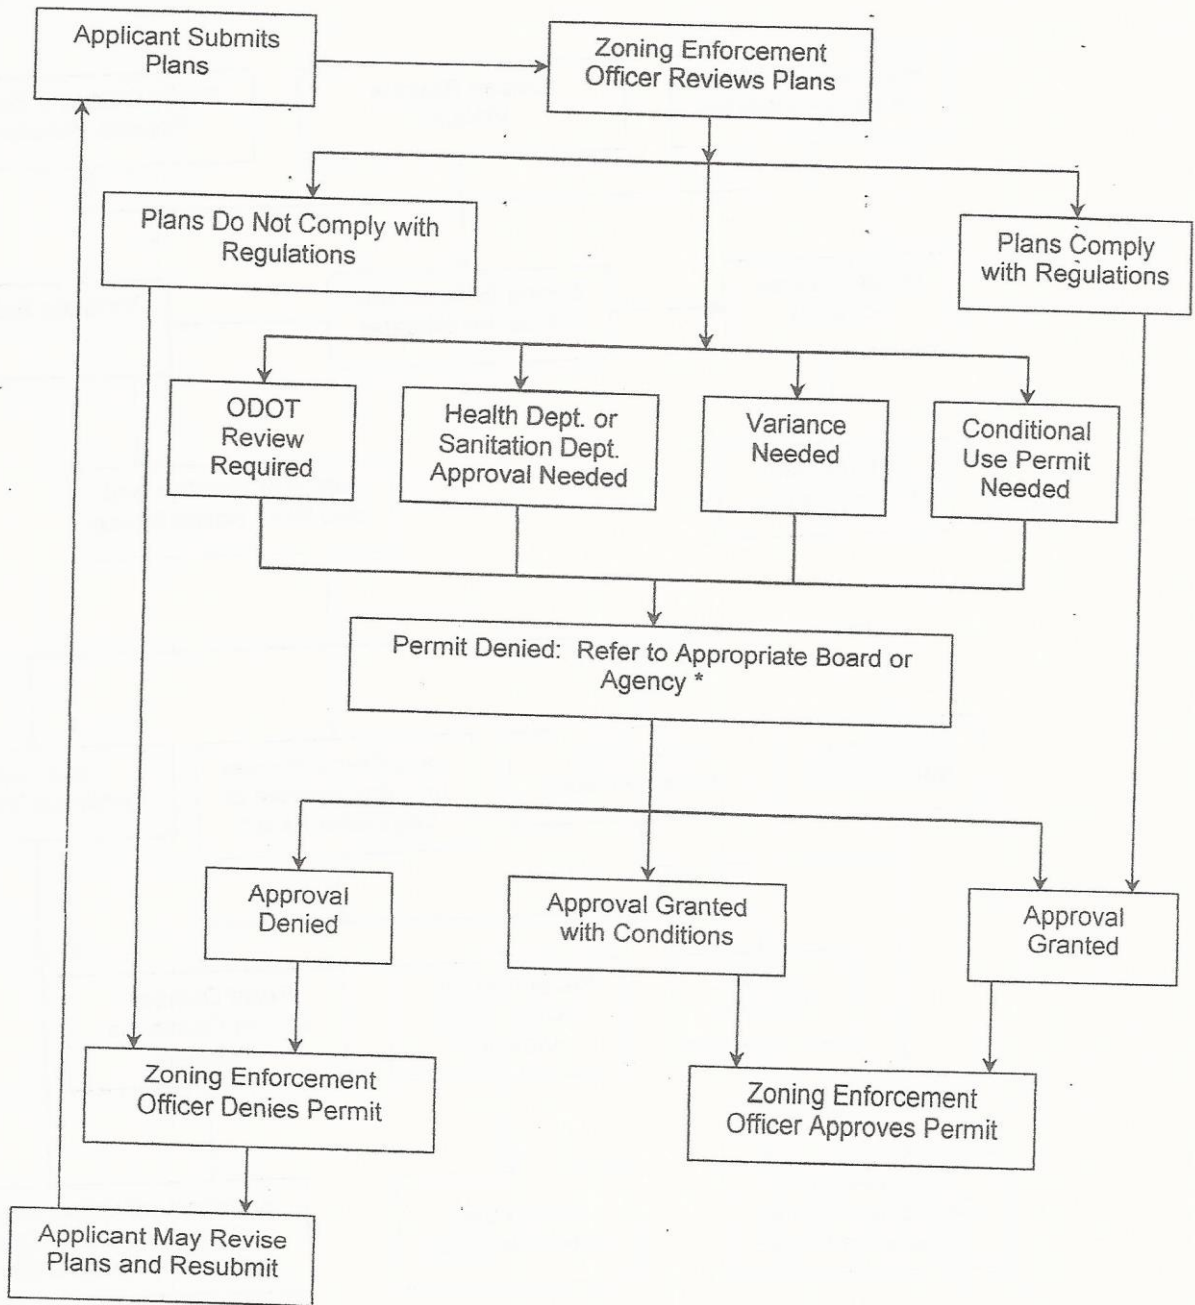 Applicant Submits
Plans
Zoning Enforcement
Officer Reviews Plans
Plans Do Not Comply with
Regulations
Plans Comply
with Regulations
ODOT
Review
Required
Health Dept. or
Sanitation Dept.
Approval Needed
Variance
Needed
Conditional
Use Permit
Needed
Permit Denied: Refer to Appropriate Board or
Agency *
Approval
Denied
Approval Granted
with Conditions
Approval
Granted
Zoning Enforcement
Officer Denies Permit
Zoning Enforcement
Officer Approves Permit
Applicant May Revise
Plans and Resubmit